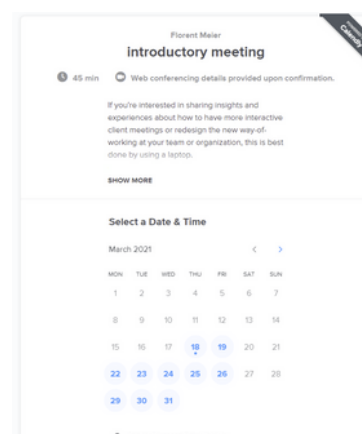 Florent Meier
introductory meeting
45 min Web conferencing details provided upon confirmation.
If you're interested in sharing insights and
experiences about how to have more interactive
client meetings or redesign the new way-of-
working at your team or organization, this is best
done by using a laptop.
SHOW MORE
Select a Date & Time
March 2021 < >
MON TUE WED THU FRI SAT SUN
1 2 3 4 5 6 7
8 9 10 11 12 13 14
15 16 17 18 19 20 21
22 23 24 25 26 27 28
29 30 31
Calendly